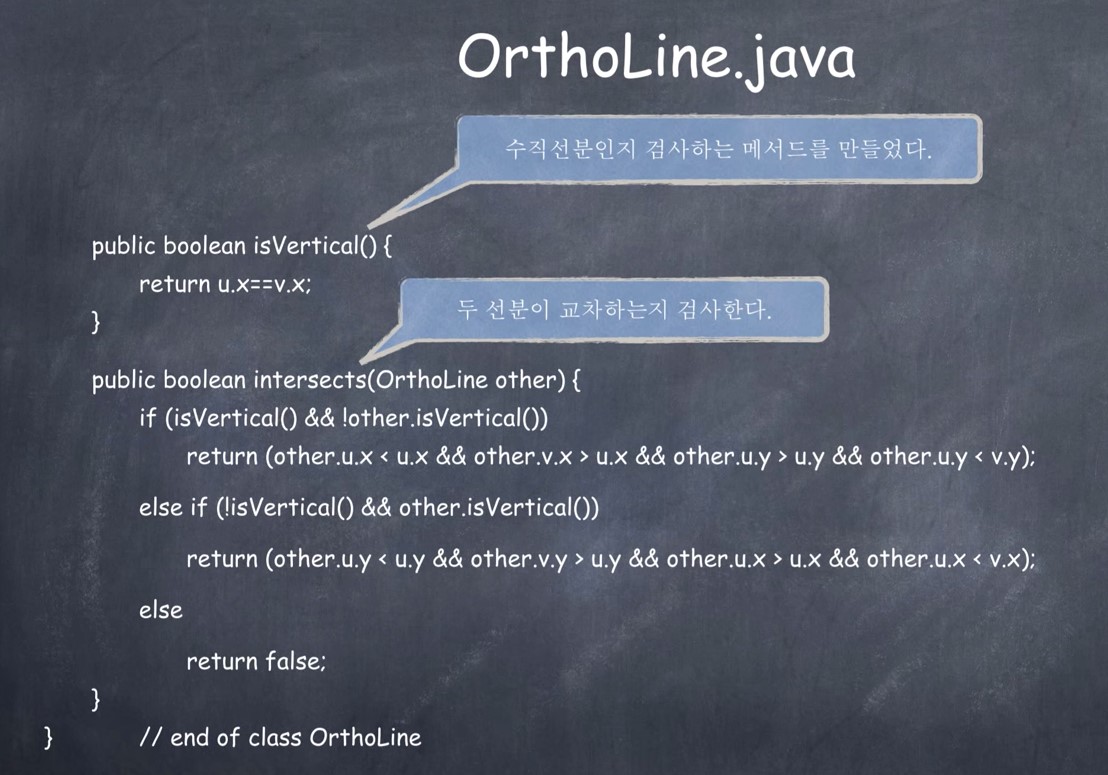 OrthoLine.java
수직선분인지 검사하는 메서드를 만들었다.
public boolean isVertical() {
return u.x==v.x;
}
두 선분이 교차하는지 검사한다.
public boolean intersects(OrthoLine other) {
if (isVertical() && !other.isVertical())
return (other.u.x < u.x && other.v.x > u.x && other.u.y > u.y && other.u.y < v.y);
else if (!isVertical() && other.isVertical())
return (other.u.y < u.y && other.v.y > u.y && other.u.x > u.x && other.u.x < v.x);
else
return false;
}
} // end of class OrthoLine